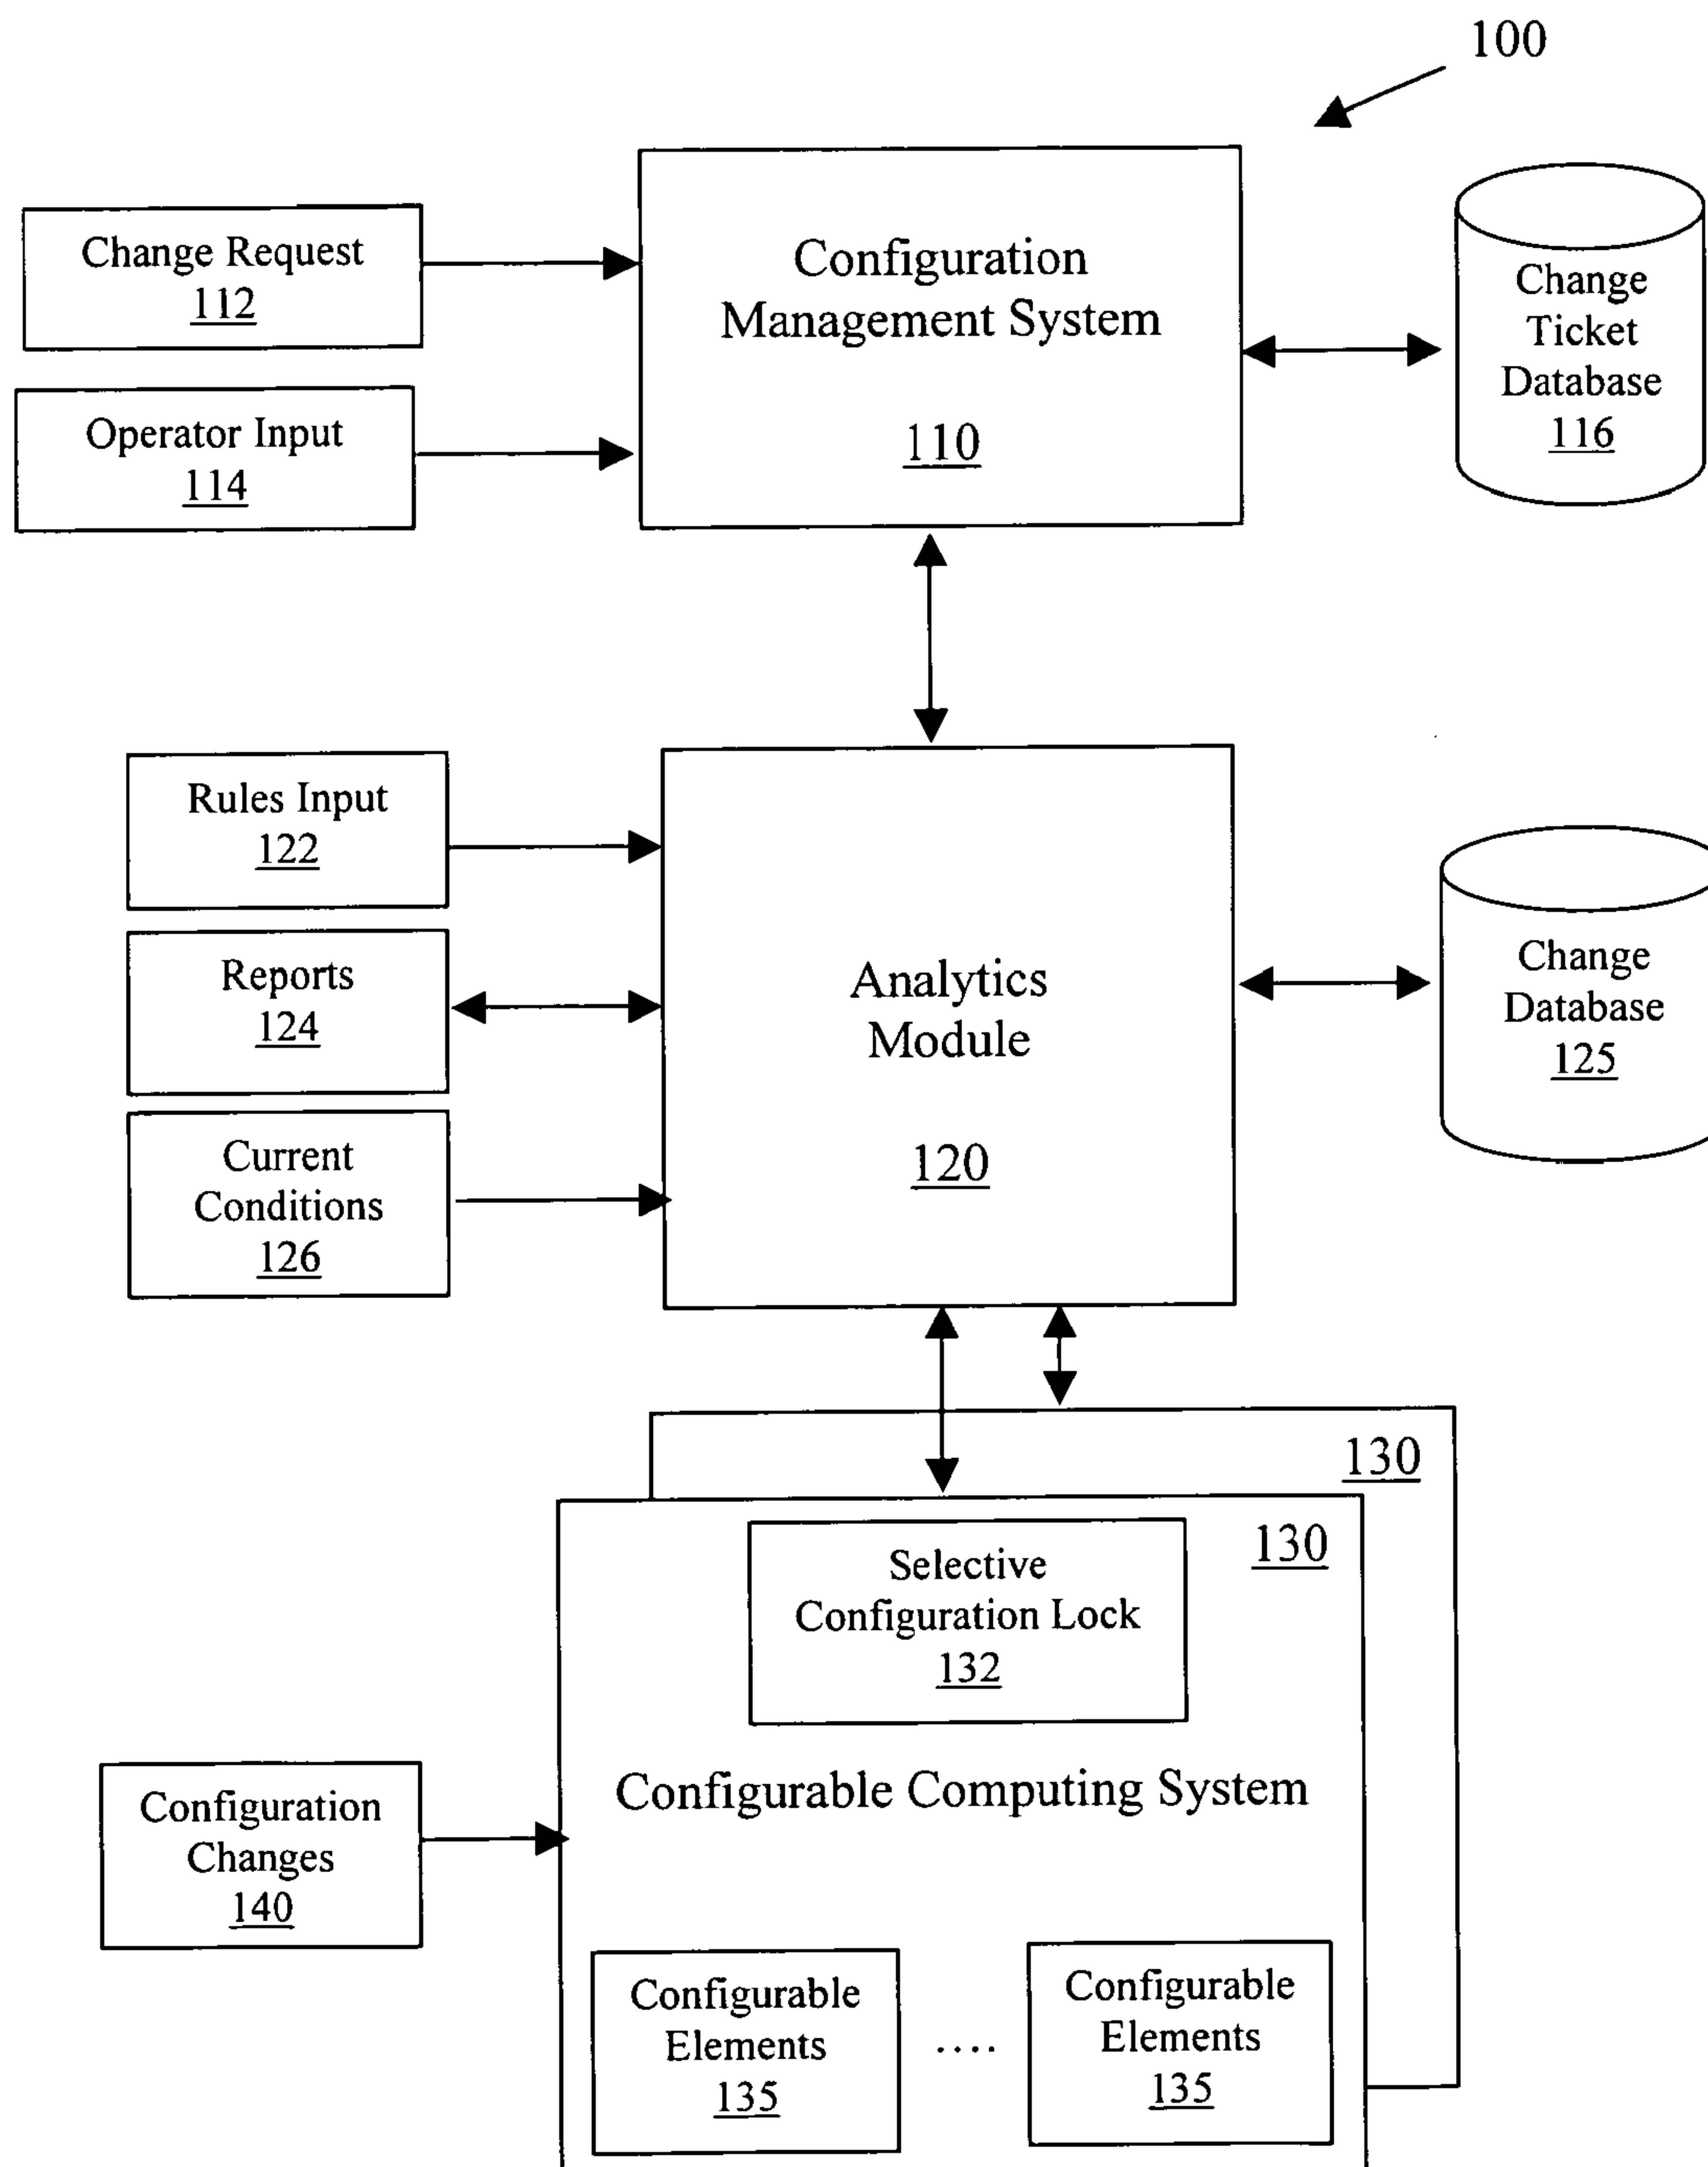 100
Change Request
112
Operator Input
114
Configuration
Management System
110
Change
Ticket
Database
116
Rules Input
122
Reports
124
Current
Conditions
126
Analytics
Module
120
Change
Database
125
130
130
Selective
Configuration Lock
132
Configurable Computing System
Configuration
Changes
140
Configurable
Elements
135
....
Configurable
Elements
135